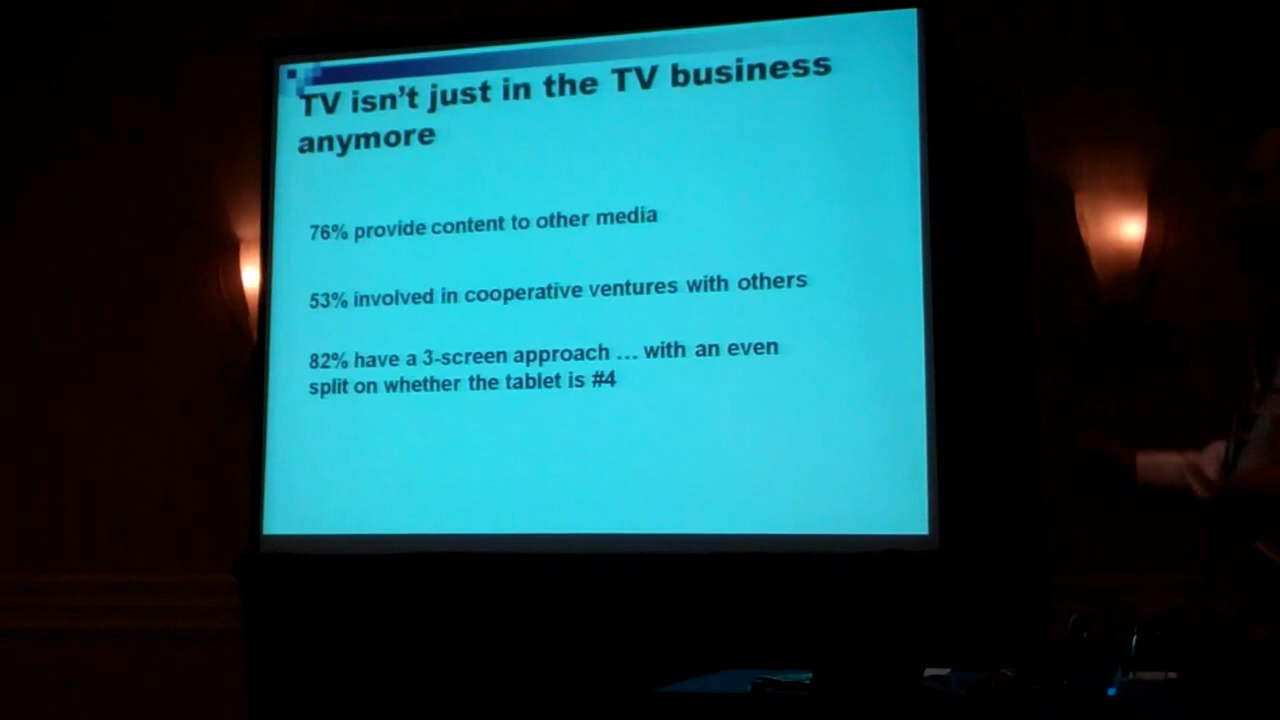 TV isn't just in the TV business
anymore
76% provide content to other media
53% involved in cooperative ventures with others
82% have a 3-screen approach ... with an even
split on whether the tablet is #4